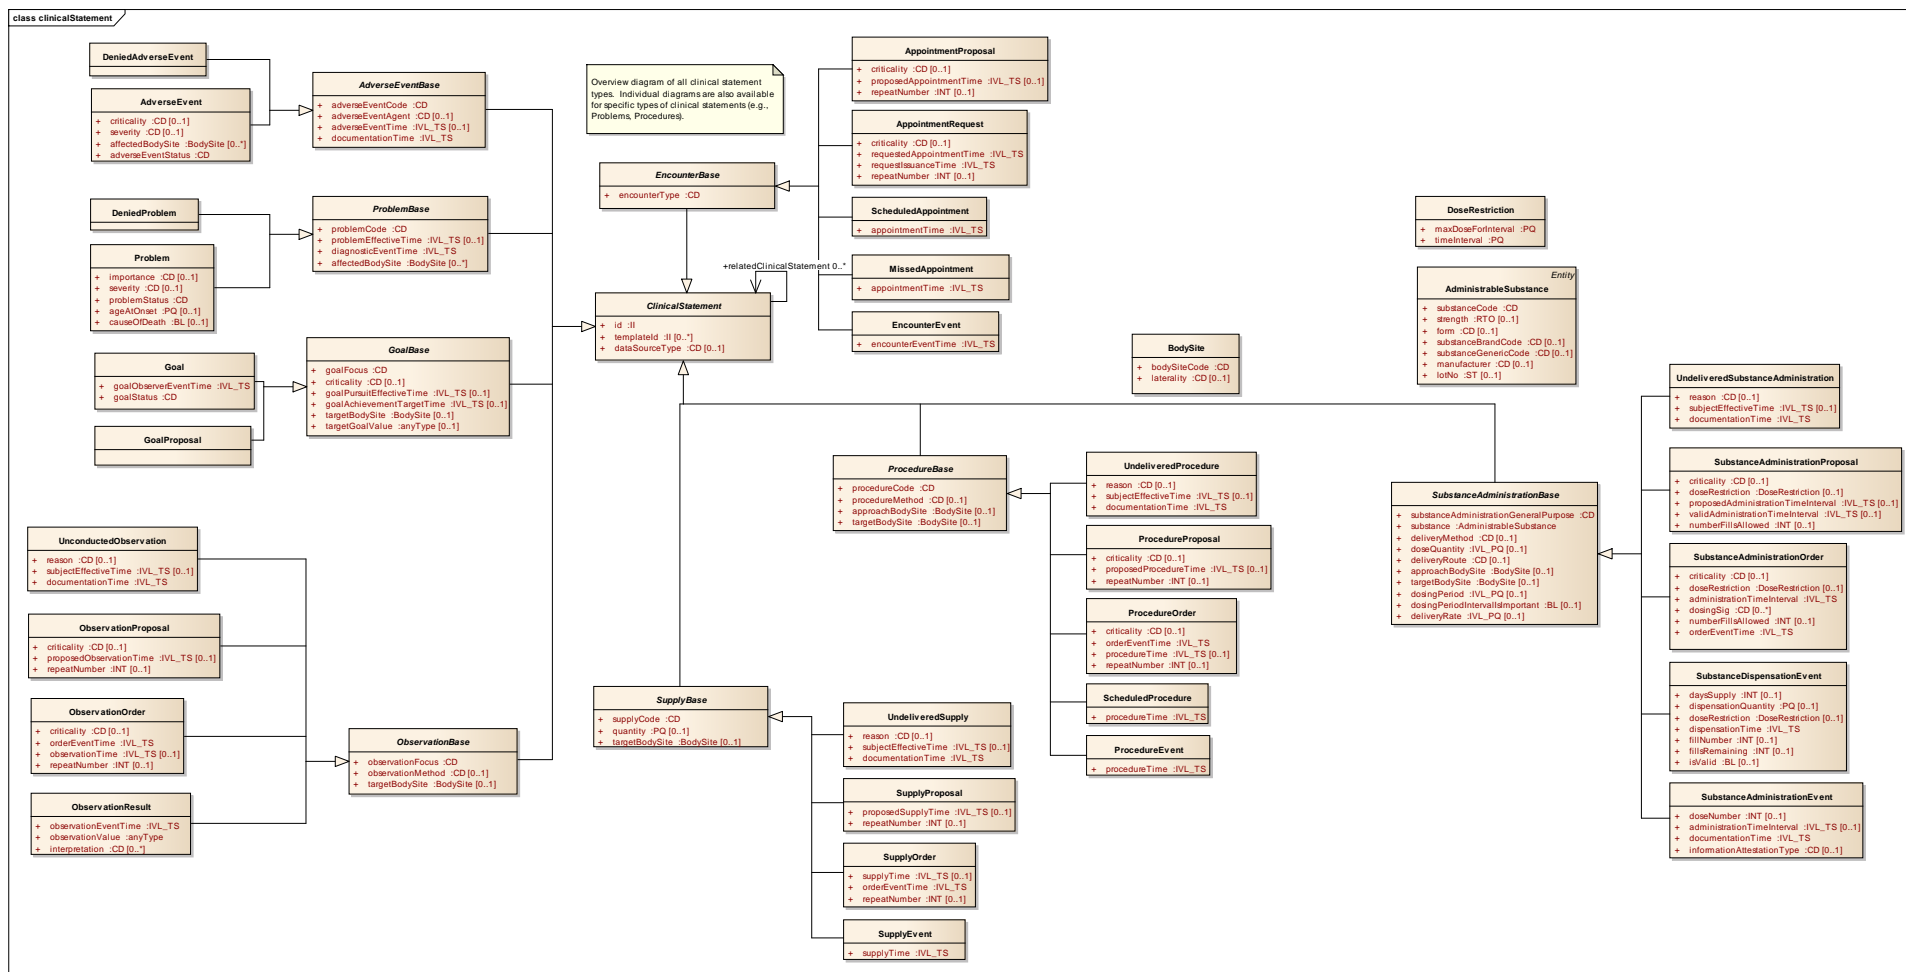 class clinicalStatement
DeniedAdverseEvent
AdverseEvent
+ criticality :CD [0..1]
+ severity :CD [0..1]
+ affectedBodySite :BodySite [0..*]
+ adverseEventStatus :CD
AdverseEventBase
+ adverseEventCode :CD
+ adverseEventAgent :CD [0..1]
+ adverseEventTime :IVL_TS [0..1]
+ documentationTime :IVL_TS
DeniedProblem
Problem
+ importance :CD [0..1]
+ severity :CD [0..1]
+ problemStatus :CD
+ ageAtOnset :PQ [0..1]
+ causeOfDeath :BL [0..1]
ProblemBase
+ problemCode :CD
+ problemEffectiveTime :IVL_TS [0..1]
+ diagnosticEventTime :IVL_TS
+ affectedBodySite :BodySite [0..*]
Goal
+ goalObserverEventTime :IVL_TS
+ goalStatus :CD
GoalProposal
GoalBase
+ goalFocus :CD
+ criticality :CD [0..1]
+ goalPursuitEffectiveTime :IVL_TS [0..1]
+ goalAchievementTargetTime :IVL_TS [0..1]
+ targetBodySite :BodySite [0..1]
+ targetGoalValue :anyType [0..1]
UnconductedObservation
+ reason :CD [0..1]
+ subjectEffectiveTime :IVL_TS [0..1]
+ documentationTime :IVL_TS
ObservationProposal
+ criticality :CD [0..1]
+ proposedObservationTime :IVL_TS [0..1]
+ repeatNumber :INT [0..1]
ObservationOrder
+ criticality :CD [0..1]
+ orderEventTime :IVL_TS
+ observationTime :IVL_TS [0..1]
+ repeatNumber :INT [0..1]
ObservationResult
+ observationEventTime :IVL_TS
+ observationValue :anyType
+ interpretation :CD [0..*]
ObservationBase
+ observationFocus :CD
+ observationMethod :CD [0..1]
+ targetBodySite :BodySite [0..1]
Overview diagram of all clinical statement
types. Individual diagrams are also available
for specific types of clinical statements (e.g.,
Problems, Procedures).
EncounterBase
+ encounterType :CD
+relatedClinicalStatement 0..*
ClinicalStatement
+ id :II
+ templateId :II [0..*]
+ dataSourceType :CD [0..1]
AppointmentProposal
+ criticality :CD [0..1]
+ proposedAppointmentTime :IVL_TS [0..1]
+ repeatNumber :INT [0..1]
AppointmentRequest
+ criticality :CD [0..1]
+ requestedAppointmentTime :IVL_TS
+ requestIssuanceTime :IVL_TS
+ repeatNumber :INT [0..1]
ScheduledAppointment
+ appointmentTime :IVL_TS
MissedAppointment
+ appointmentTime :IVL_TS
EncounterEvent
+ encounterEventTime :IVL_TS
BodySite
+ bodySiteCode :CD
+ laterality :CD [0..1]
DoseRestriction
+ maxDoseForInterval :PQ
+ timeInterval :PQ
Entity
AdministrableSubstance
+ substanceCode :CD
+ strength :RTO [0..1]
+ form :CD [0..1]
+ substanceBrandCode :CD [0..1]
+ substanceGenericCode :CD [0..1]
+ manufacturer :CD [0..1]
+ lotNo :ST [0..1]
ProcedureBase
+ procedureCode :CD
+ procedureMethod :CD [0..1]
+ approachBodySite :BodySite [0..1]
+ targetBodySite :BodySite [0..1]
UndeliveredProcedure
+ reason :CD [0..1]
+ subjectEffectiveTime :IVL_TS [0..1]
+ documentationTime :IVL_TS
ProcedureProposal
+ criticality :CD [0..1]
+ proposedProcedureTime :IVL_TS [0..1]
+ repeatNumber :INT [0..1]
ProcedureOrder
+ criticality :CD [0..1]
+ orderEventTime :IVL_TS
+ procedureTime :IVL_TS [0..1]
+ repeatNumber :INT [0..1]
ScheduledProcedure
+ procedureTime :IVL_TS
ProcedureEvent
+ procedureTime :IVL_TS
SupplyBase
+ supplyCode :CD
+ quantity :PQ [0..1]
+ targetBodySite :BodySite [0..1]
UndeliveredSupply
+ reason :CD [0..1]
+ subjectEffectiveTime :IVL_TS [0..1]
+ documentationTime :IVL_TS
SupplyProposal
+ proposedSupplyTime :IVL_TS [0..1]
+ repeatNumber :INT [0..1]
SupplyOrder
+ supplyTime :IVL_TS [0..1]
+ orderEventTime :IVL_TS
+ repeatNumber :INT [0..1]
SupplyEvent
+ supplyTime :IVL_TS
SubstanceAdministrationBase
+ substanceAdministrationGeneralPurpose :CD
+ substance :AdministrableSubstance
+ deliveryMethod :CD [0..1]
+ doseQuantity :IVL_PQ [0..1]
+ deliveryRoute :CD [0..1]
+ approachBodySite :BodySite [0..1]
+ targetBodySite :BodySite [0..1]
+ dosingPeriod :IVL_PQ [0..1]
+ dosingPeriodIntervalIsImportant :BL [0..1]
+ deliveryRate :IVL_PQ [0..1]
UndeliveredSubstanceAdministration
+ reason :CD [0..1]
+ subjectEffectiveTime :IVL_TS [0..1]
+ documentationTime :IVL_TS
SubstanceAdministrationProposal
+ criticality :CD [0..1]
+ doseRestriction :DoseRestriction [0..1]
+ proposedAdministrationTimeInterval :IVL_TS [0..1]
+ validAdministrationTimeInterval :IVL_TS [0..1]
+ numberFillsAllowed :INT [0..1]
SubstanceAdministrationOrder
+ criticality :CD [0..1]
+ doseRestriction :DoseRestriction [0..1]
+ administrationTimeInterval :IVL_TS
+ dosingSig :CD [0..*]
+ numberFillsAllowed :INT [0..1]
+ orderEventTime :IVL_TS
SubstanceDispensationEvent
+ daysSupply :INT [0..1]
+ dispensationQuantity :PQ [0..1]
+ doseRestriction :DoseRestriction [0..1]
+ dispensationTime :IVL_TS
+ fillNumber :INT [0..1]
+ fillsRemaining :INT [0..1]
+ isValid :BL [0..1]
SubstanceAdministrationEvent
+ doseNumber :INT [0..1]
+ administrationTimeInterval :IVL_TS [0..1]
+ documentationTime :IVL_TS
+ informationAttestationType :CD [0..1]